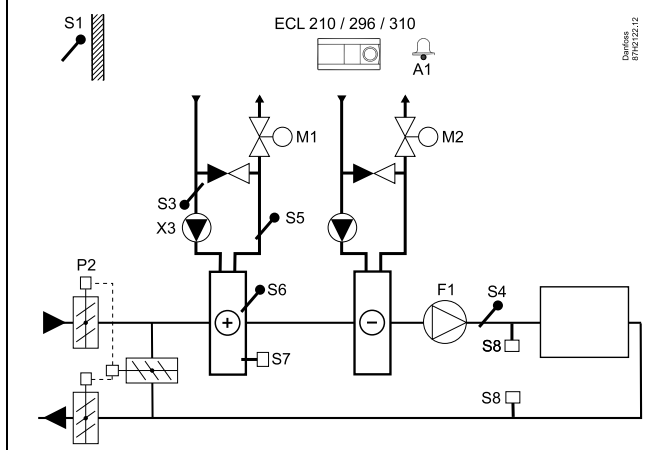 S1
ECL 210 / 296 / 310
A1
Danfoss
87H2122.12
M1
M2
S3
X3
S5
P2
S6
F1
S4
+
−
S8
S7
S8